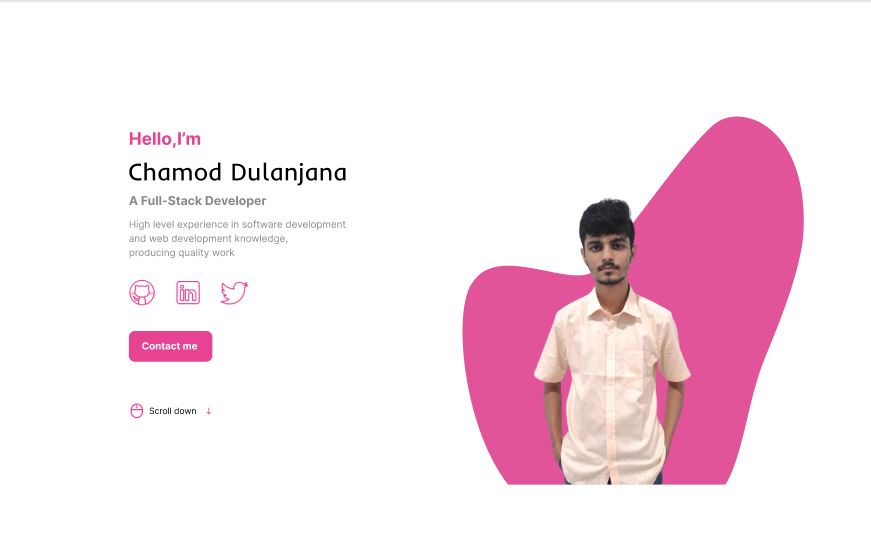 Hello,I'm
Chamod Dulanjana
A Full-Stack Developer
High level experience in software development
and web development knowledge,
producing quality work
in
Contact me
Scroll down ↓